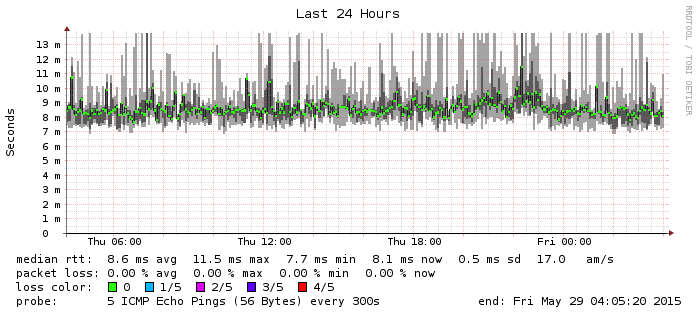 Last 24 Hours
RRDTOOL / TOBI OETIKER
Seconds
13 m
12 m
11 m
10 m
9 m
8 m
7 m
6 m
5 m
4 m
3 m
2 m
1 m
0
Thu 06:00 Thu 12:00 Thu 18:00 Fri 00:00
median rtt: 8.6 ms avg 11.5 ms max 7.7 ms min 8.1 ms now 0.5 ms sd 17.0 am/s
packet loss: 0.00 % avg 0.00 % max 0.00 % min 0.00 % now
loss color: 0 1/5 2/5 3/5 4/5
probe: 5 ICMP Echo Pings (56 Bytes) every 300s end: Fri May 29 04:05:20 2015